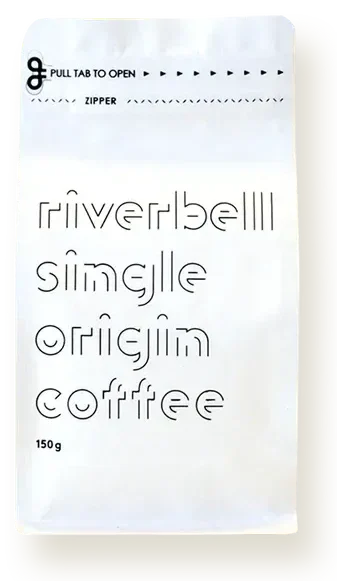 PULL TAB TO OPEN ▸ ▸ ▸ ▸ ▸ ▸ ▸ ▸ ▸ ▸
ZIPPER
riverbell
single
origin
coffee
150g